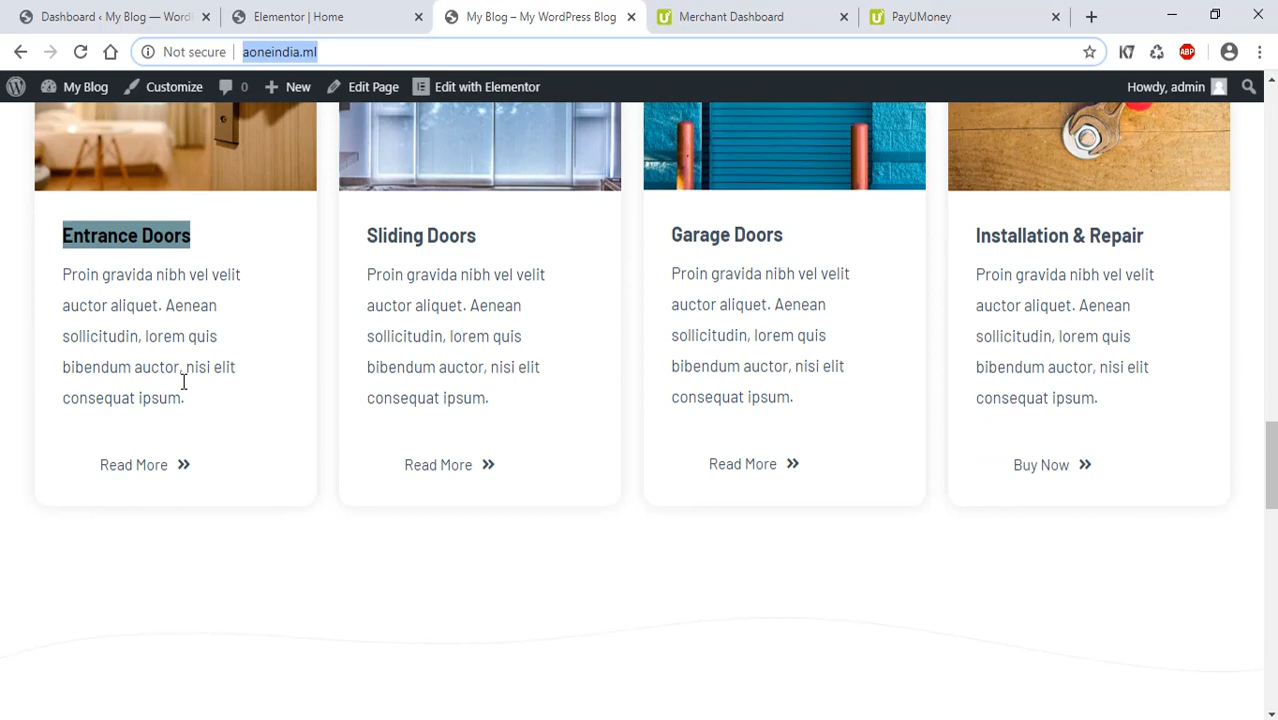 Dashboard ‹ My Blog — Word
Elementor | Home
My Blog – My WordPress Blog
Merchant Dashboard
PayUMoney
Not secure
aoneindia.ml
K7
ABP
My Blog
Customize
0
New
Edit Page
Edit with Elementor
Howdy, admin
Entrance Doors
Proin gravida nibh vel velit
auctor aliquet. Aenean
sollicitudin, lorem quis
bibendum auctor, nisi elit
consequat ipsum.
Read More
Sliding Doors
Proin gravida nibh vel velit
auctor aliquet. Aenean
sollicitudin, lorem quis
bibendum auctor, nisi elit
consequat ipsum.
Read More
Garage Doors
Proin gravida nibh vel velit
auctor aliquet. Aenean
sollicitudin, lorem quis
bibendum auctor, nisi elit
consequat ipsum.
Read More
Installation & Repair
Proin gravida nibh vel velit
auctor aliquet. Aenean
sollicitudin, lorem quis
bibendum auctor, nisi elit
consequat ipsum.
Buy Now